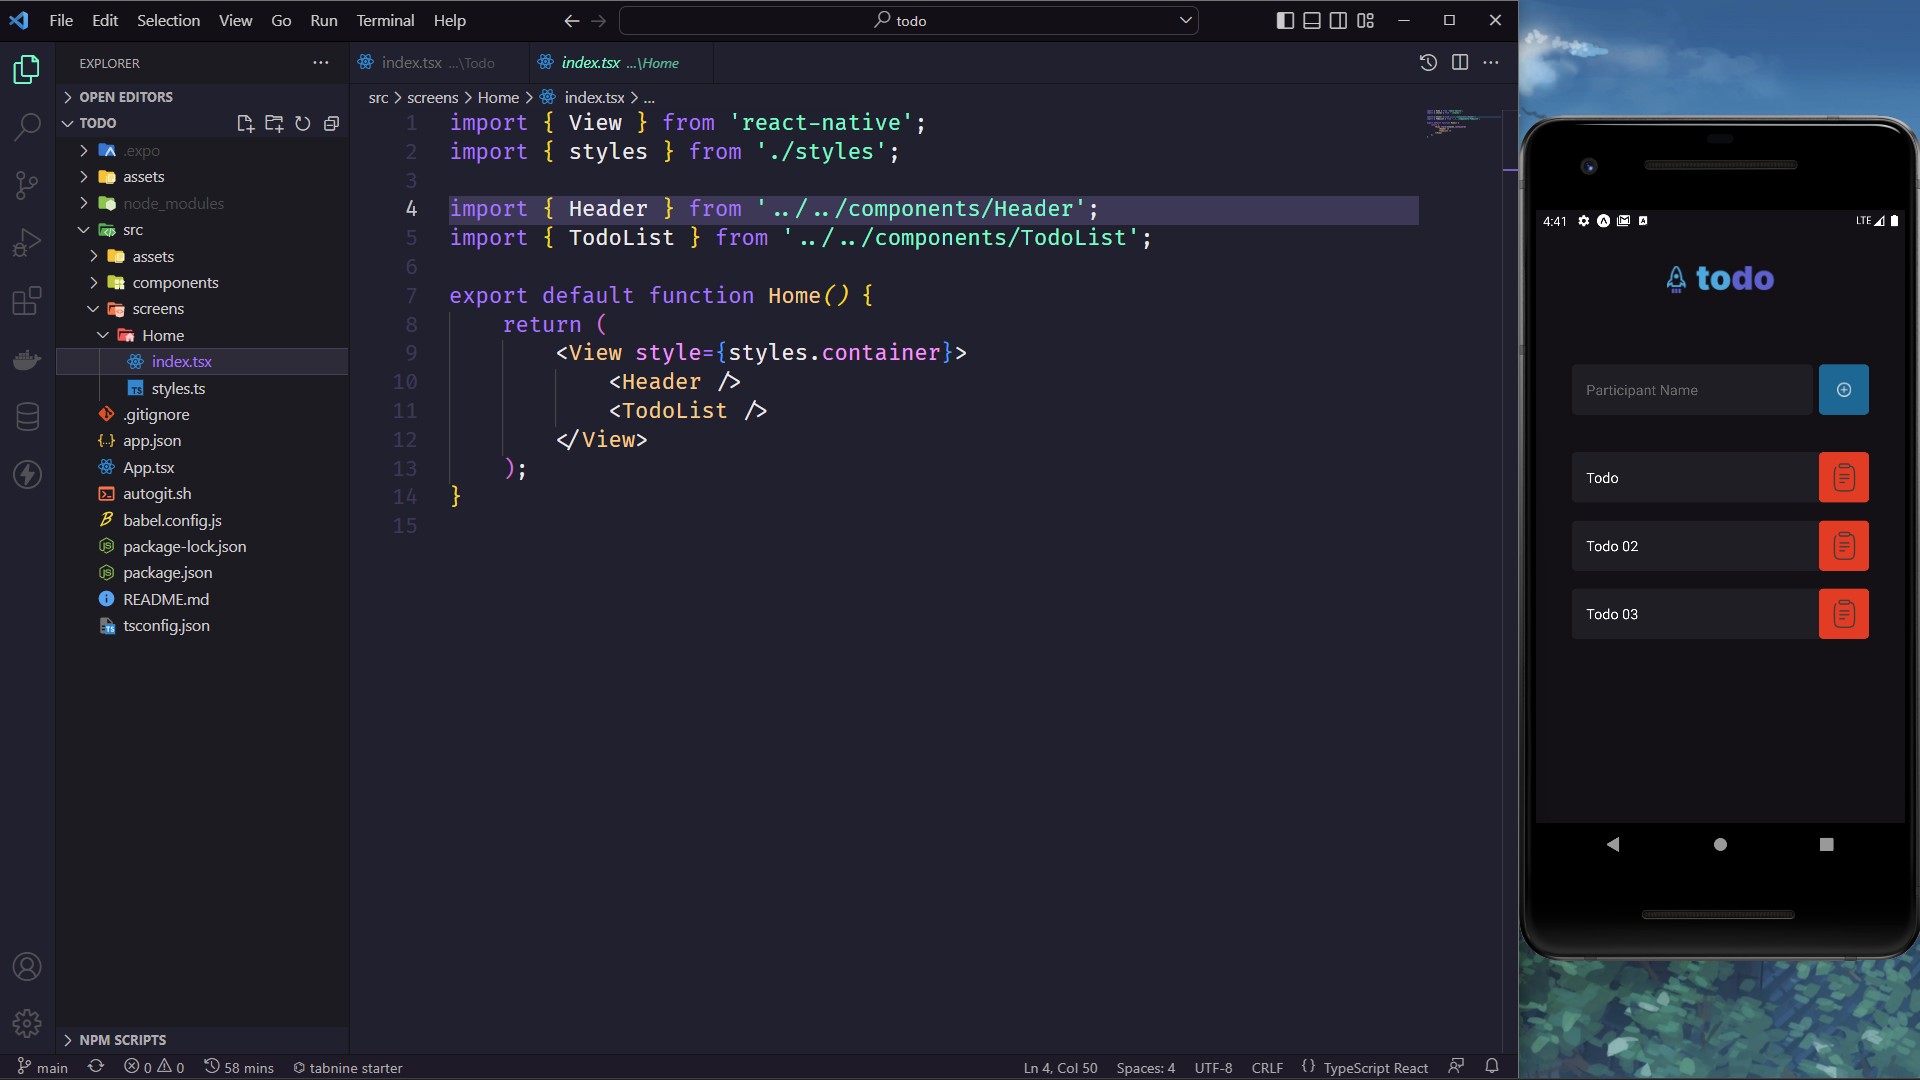 File Edit Selection View Go Run Terminal Help
todo
EXPLORER
OPEN EDITORS
TODO
.expo
assets
node_modules
src
assets
components
screens
Home
index.tsx
styles.ts
.gitignore
app.json
App.tsx
autogit.sh
babel.config.js
package-lock.json
package.json
README.md
tsconfig.json
NPM SCRIPTS
index.tsx ...\Todo
index.tsx ...\Home
src > screens > Home > index.tsx > ...
1 import { View } from 'react-native';
2 import { styles } from './styles';
3
4 import { Header } from '../../components/Header';
5 import { TodoList } from '../../components/TodoList';
6
7 export default function Home() {
8 return (
9 <View style={styles.container}>
10 <Header />
11 <TodoList />
12 </View>
13 );
14 }
15
main 0 0 58 mins tabnine starter
Ln 4, Col 50 Spaces: 4 UTF-8 CRLF {} TypeScript React
4:41 LTE
todo
Participant Name
Todo
Todo 02
Todo 03